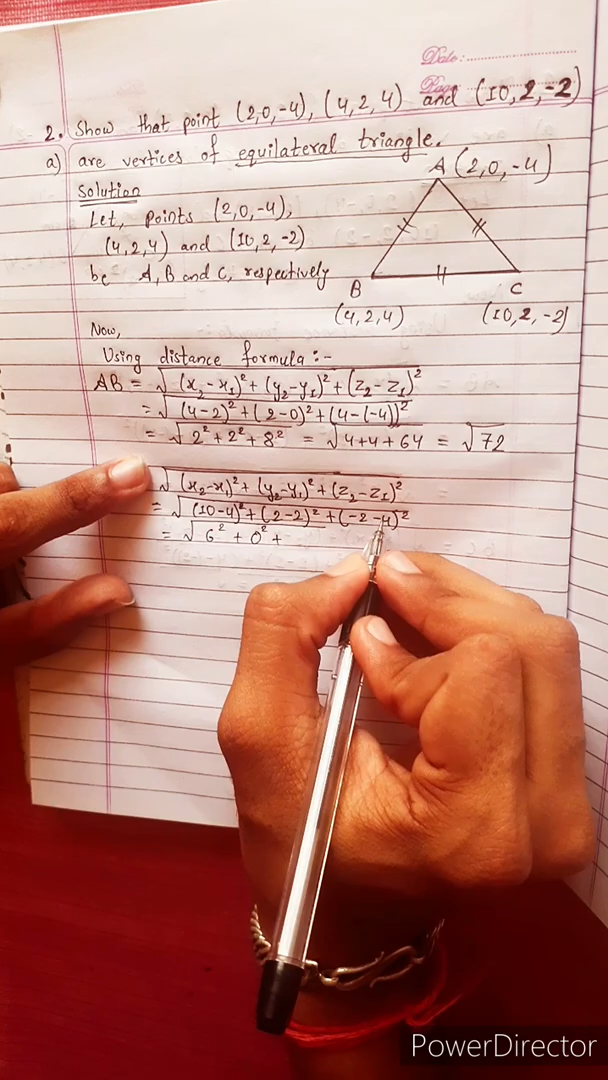 Date:
Page:
2. Show that point (2,0,-4), (4,2,4) and (10,2,-2)
a) are vertices of equilateral triangle.
Solution
Let, points (2,0,-4),
(4,2,4) and (10,2,-2)
be A, B and C, respectively
A (2,0,-4)
B
C
(4,2,4)
(10,2,-2)
Now,
Using distance formula :-
AB = √(x₂-x₁)²+(y₂-y₁)²+(z₂-z₁)²
= √(4-2)²+(2-0)²+(4-(-4))²
= √2²+2²+8² = √4+4+64 = √72
√(x₂-x₁)²+(y₂-y₁)²+(z₂-z₁)²
= √(10-4)²+(2-2)²+(-2-4)²
= √6²+0²+
PowerDirector